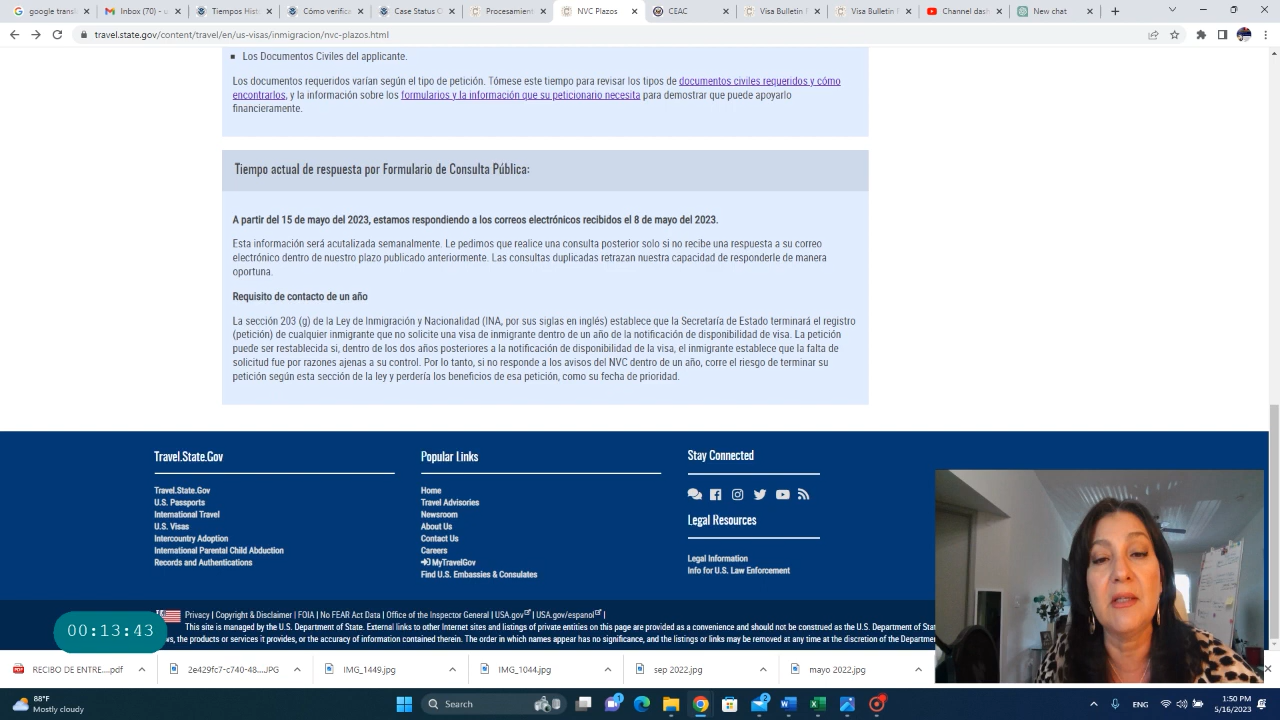 google transl
Inbox (70) - u
Tiempos Hist
Cómo verifica
Case Status O
Procesamient
NVC Plazos
CEAC
Visa Bulletin F
Visa Bulletin F
Channel dash
New chat
travel.state.gov/content/travel/en/us-visas/inmigracion/nvc-plazos.html
Los Documentos Civiles del applicante.
Los documentos requeridos varían según el tipo de petición. Tómese este tiempo para revisar los tipos de documentos civiles requeridos y cómo
encontrarlos, y la información sobre los formularios y la información que su peticionario necesita para demostrar que puede apoyarlo
financieramente.
Tiempo actual de respuesta por Formulario de Consulta Pública:
A partir del 15 de mayo del 2023, estamos respondiendo a los correos electrónicos recibidos el 8 de mayo del 2023.
Esta información será acutalizada semanalmente. Le pedimos que realice una consulta posterior solo si no recibe una respuesta a su correo
electrónico dentro de nuestro plazo publicado anteriormente. Las consultas duplicadas retrazan nuestra capacidad de responderle de manera
oportuna.
Requisito de contacto de un año
La sección 203 (g) de la Ley de Inmigración y Nacionalidad (INA, por sus siglas en inglés) establece que la Secretaría de Estado terminará el registro
(petición) de cualquier inmigrante que no solicite una visa de inmigrante dentro de un año de la notificación de disponibilidad de visa. La petición
puede ser restablecida si, dentro de los dos años posteriores a la notificación de disponibilidad de la visa, el inmigrante establece que la falta de
solicitud fue por razones ajenas a su control. Por lo tanto, si no responde a los avisos del NVC dentro de un año, corre el riesgo de terminar su
petición según esta sección de la ley y perdería los beneficios de esa petición, como su fecha de prioridad.
Travel.State.Gov
Travel.State.Gov
U.S. Passports
International Travel
U.S. Visas
Intercountry Adoption
International Parental Child Abduction
Records and Authentications
Popular Links
Home
Travel Advisories
Newsroom
About Us
Contact Us
Careers
MyTravelGov
Find U.S. Embassies & Consulates
Stay Connected
Legal Resources
Legal Information
Info for U.S. Law Enforcement
Privacy | Copyright & Disclaimer | FOIA | No FEAR Act Data | Office of the Inspector General | USA.gov | USA.gov/espanol |
This site is managed by the U.S. Department of State. External links to other Internet sites and listings of private entities on this page are provided as a convenience and should not be construed as the U.S. Department of Stat
ws, the products or services it provides, or the accuracy of information contained therein. The order in which names appear has no significance, and the listings or links may be removed at any time at the discretion of the Departme
00:13:43
RECIBO DE ENTRE....pdf
2e429fc7-c740-48....JPG
IMG_1449.jpg
IMG_1044.jpg
sep 2022.jpg
mayo 2022.jpg
88°F
Mostly cloudy
Search
1
2
ENG
1:50 PM
5/16/2023